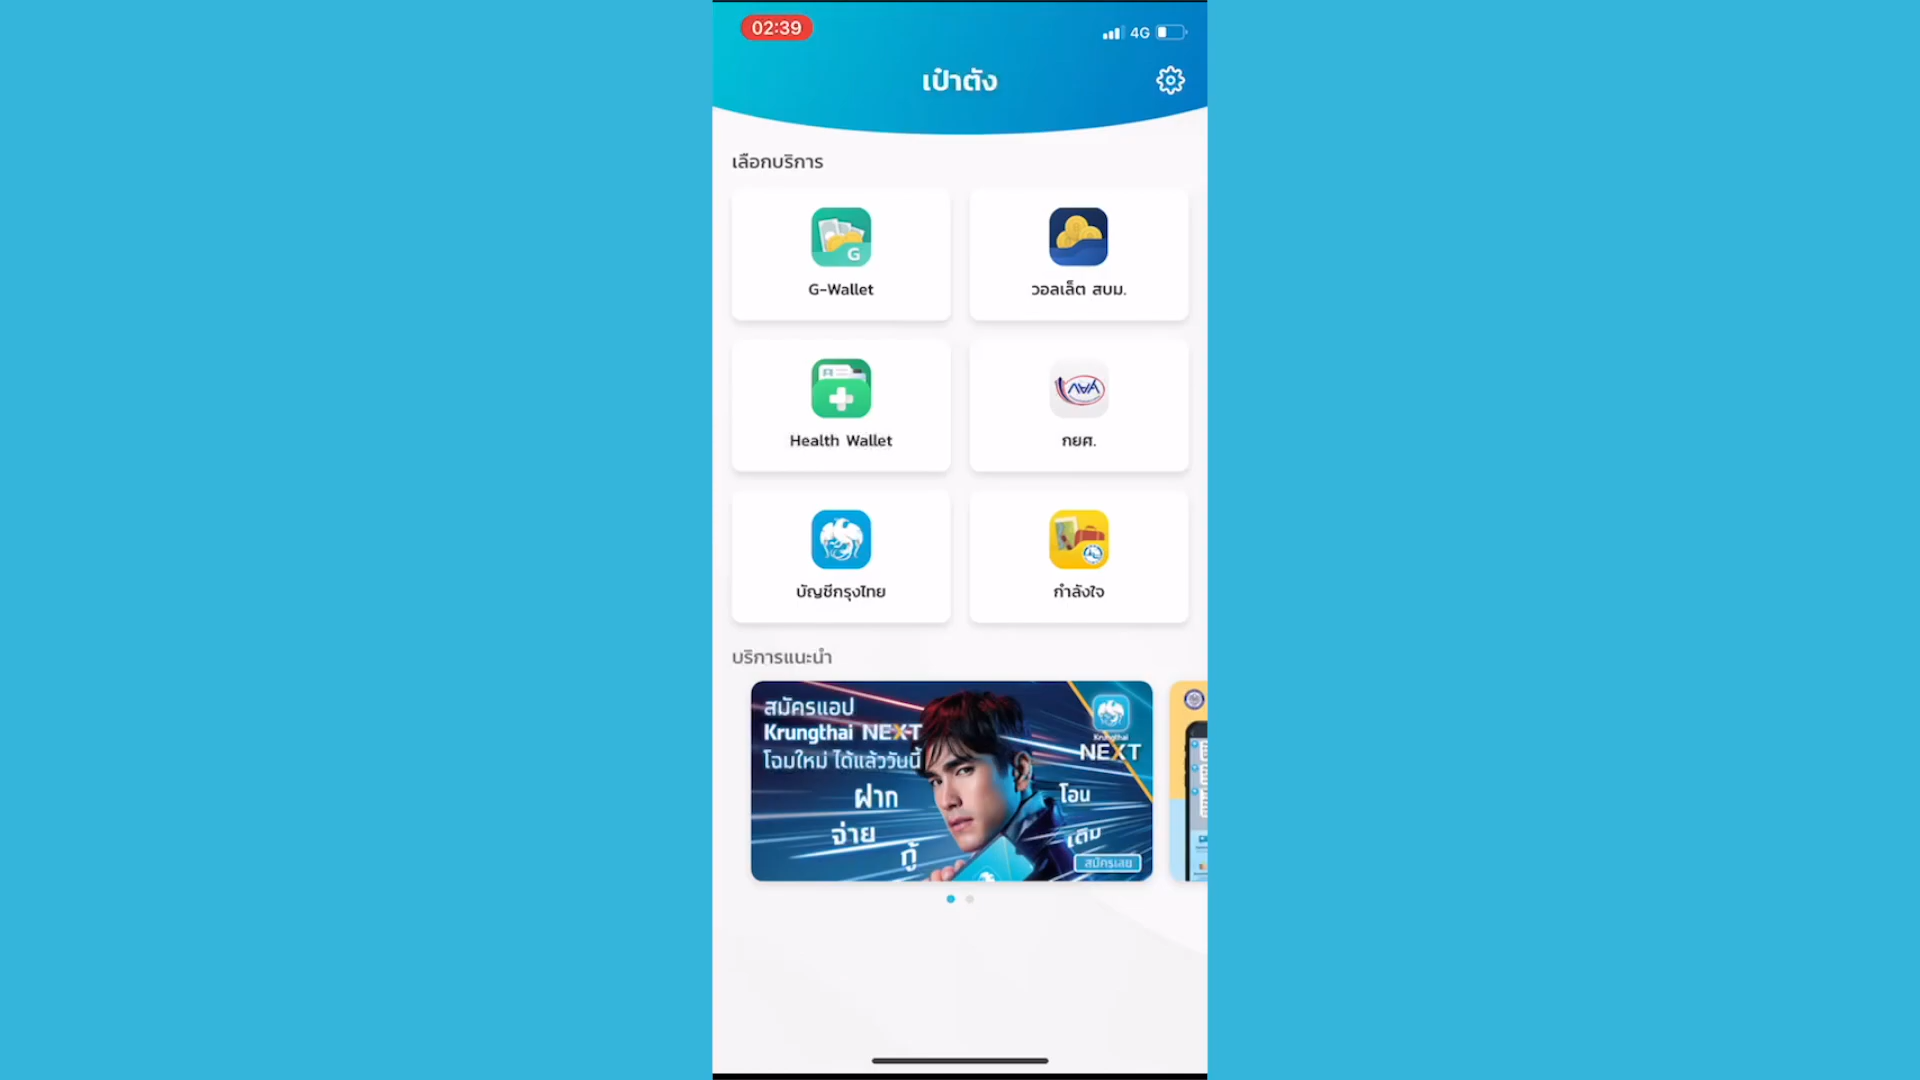 02:39
4G
เป๋าตัง
เลือกบริการ
G
G-Wallet
วอลเล็ต สบม.
Health Wallet
กยศ.
บัญชีกรุงไทย
กำลังใจ
บริการแนะนำ
สมัครแอป
Krungthai NEXT
โฉมใหม่ ได้แล้ววันนี้
ฝาก
จ่าย
กู้
Krungthai
NEXT
โอน
เติม
สมัครเลย